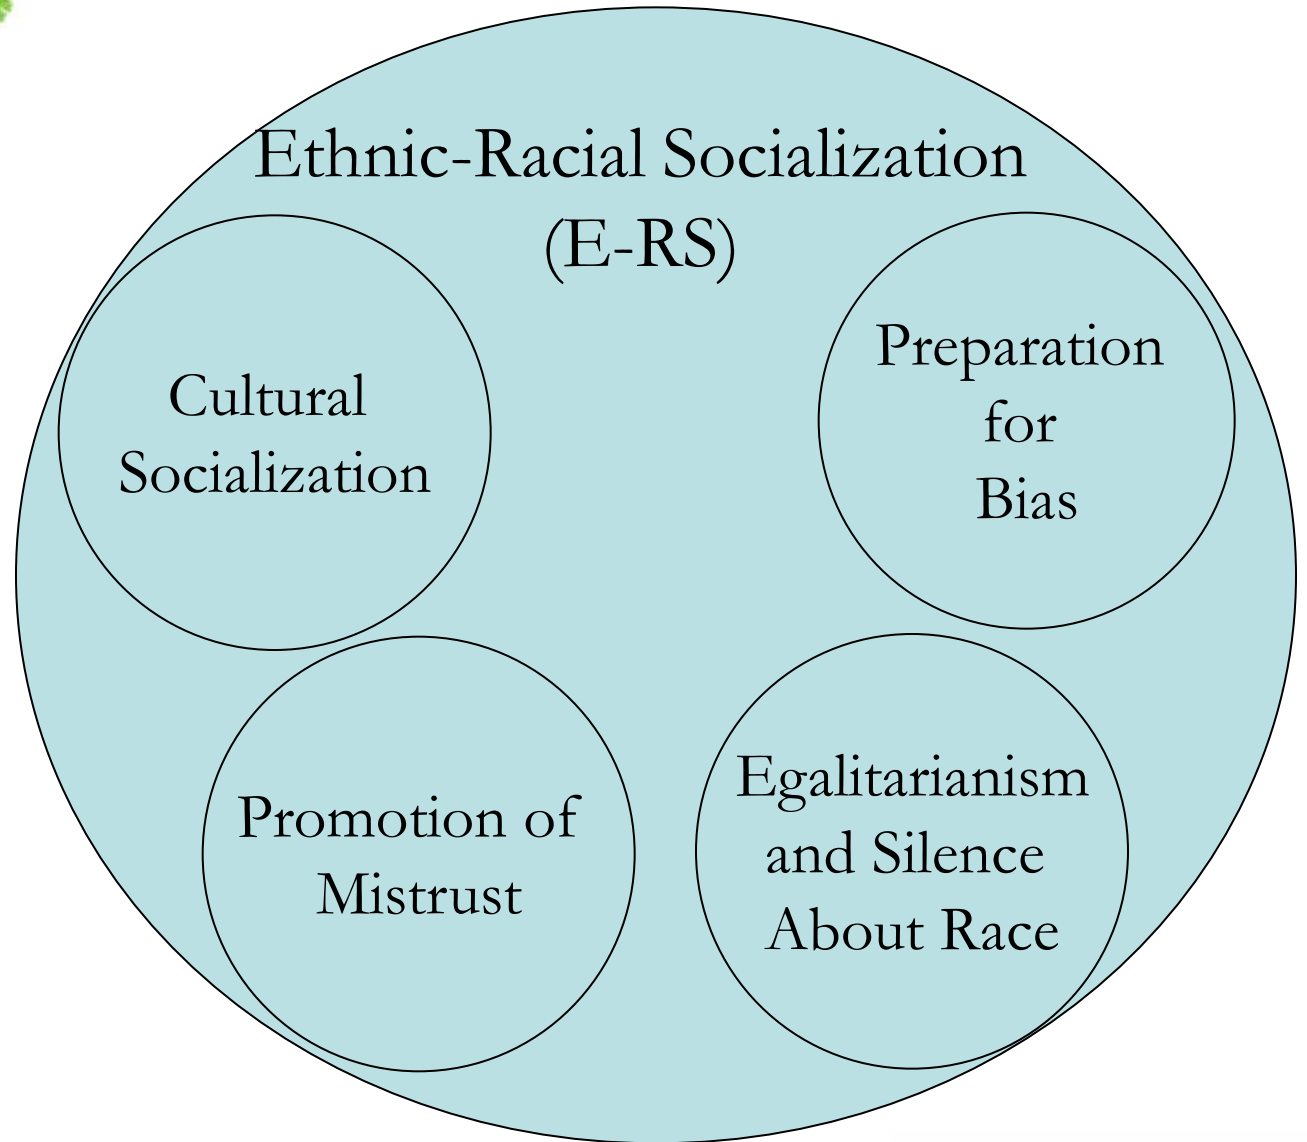 Ethnic-Racial Socialization
(E-RS)
Cultural
Socialization
Preparation
for
Bias
Promotion of
Mistrust
Egalitarianism
and Silence
About Race